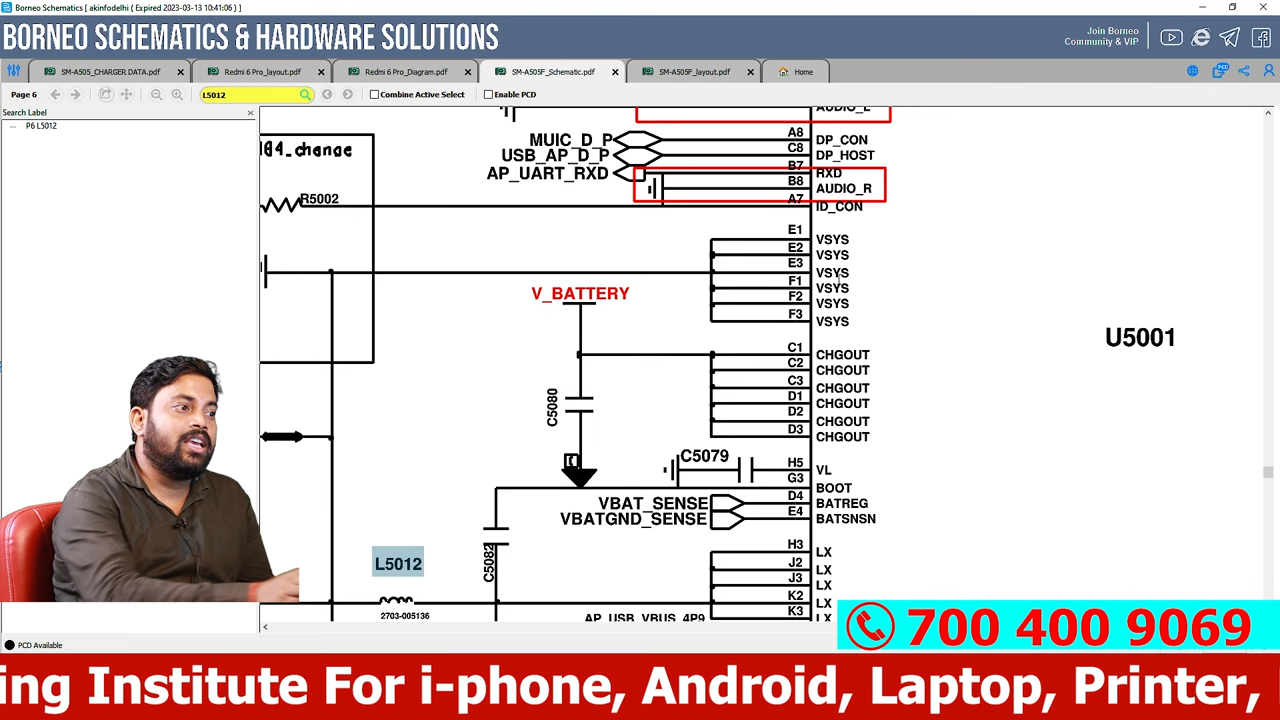 Borneo Schematics [ akinfodelhi ( Expired 2023-03-13 10:41:06 ) ]
BORNEO SCHEMATICS & HARDWARE SOLUTIONS
Join Borneo
Community & VIP
SM-A505_CHARGER DATA.pdf
Redmi 6 Pro_layout.pdf
Redmi 6 Pro_Diagram.pdf
SM-A505F_Schematic.pdf
SM-A505F_layout.pdf
Home
Page 6
L5012
Combine Active Select
Enable PCD
Search Label
P6 L5012
AUDIO_L
MUIC_D_P
A8
DP_CON
USB_AP_D_P
C8
DP_HOST
AP_UART_RXD
B7
RXD
B8
AUDIO_R
R5002
A7
ID_CON
E1
VSYS
E2
VSYS
E3
VSYS
F1
VSYS
F2
VSYS
F3
VSYS
V_BATTERY
U5001
C1
CHGOUT
C2
CHGOUT
C3
CHGOUT
D1
CHGOUT
D2
CHGOUT
D3
CHGOUT
C5080
C5079
H5
VL
G3
BOOT
VBAT_SENSE
D4
BATREG
VBATGND_SENSE
E4
BATSNSN
C5082
L5012
2703-005136
H3
LX
J2
LX
J3
LX
K2
LX
K3
LX
AP_USB_VBUS_4P9
700 400 9069
PCD Available
ing Institute For i-phone, Android, Laptop, Printer,